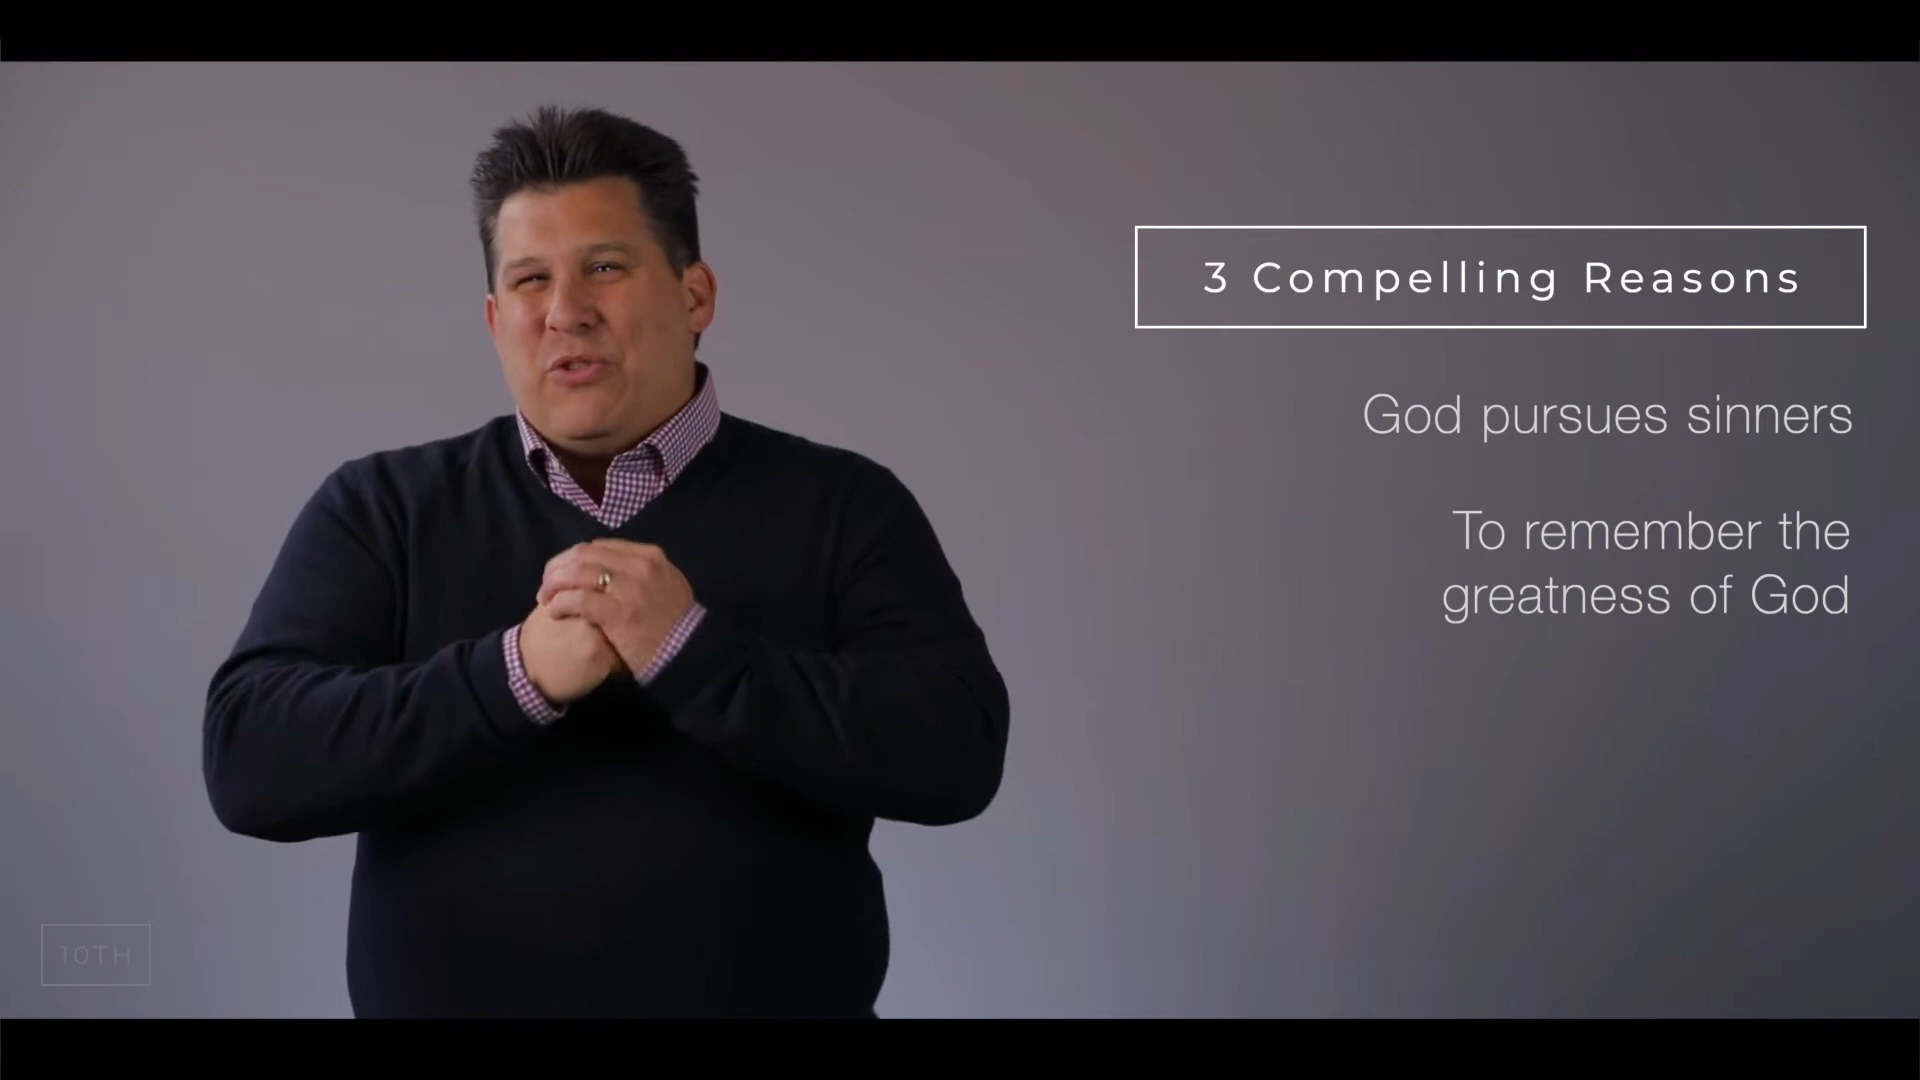 3 Compelling Reasons
God pursues sinners
To remember the
greatness of God
10TH